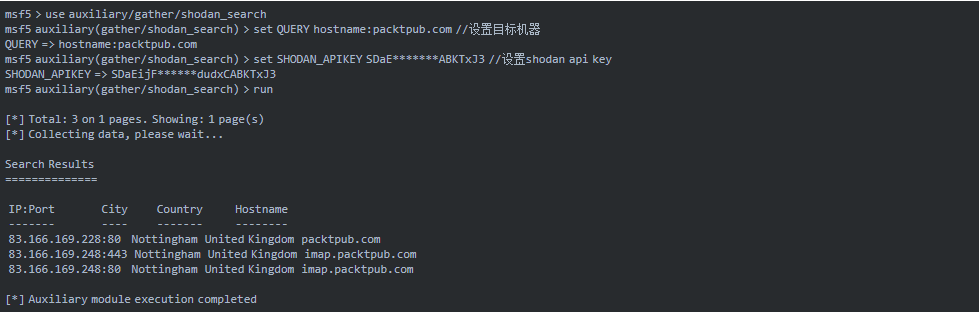 msf5 > use auxiliary/gather/shodan_search
msf5 auxiliary(gather/shodan_search) > set QUERY hostname:packtpub.com //设置目标机器
QUERY => hostname:packtpub.com
msf5 auxiliary(gather/shodan_search) > set SHODAN_APIKEY SDaE*******ABKTxJ3 //设置shodan api key
SHODAN_APIKEY => SDaEijF******dudxCABKTxJ3
msf5 auxiliary(gather/shodan_search) > run
[*] Total: 3 on 1 pages. Showing: 1 page(s)
[*] Collecting data, please wait...
Search Results
==============
IP:Port City Country Hostname
------- ---- ------- --------
83.166.169.228:80 Nottingham United Kingdom packtpub.com
83.166.169.248:443 Nottingham United Kingdom imap.packtpub.com
83.166.169.248:80 Nottingham United Kingdom imap.packtpub.com
[*] Auxiliary module execution completed